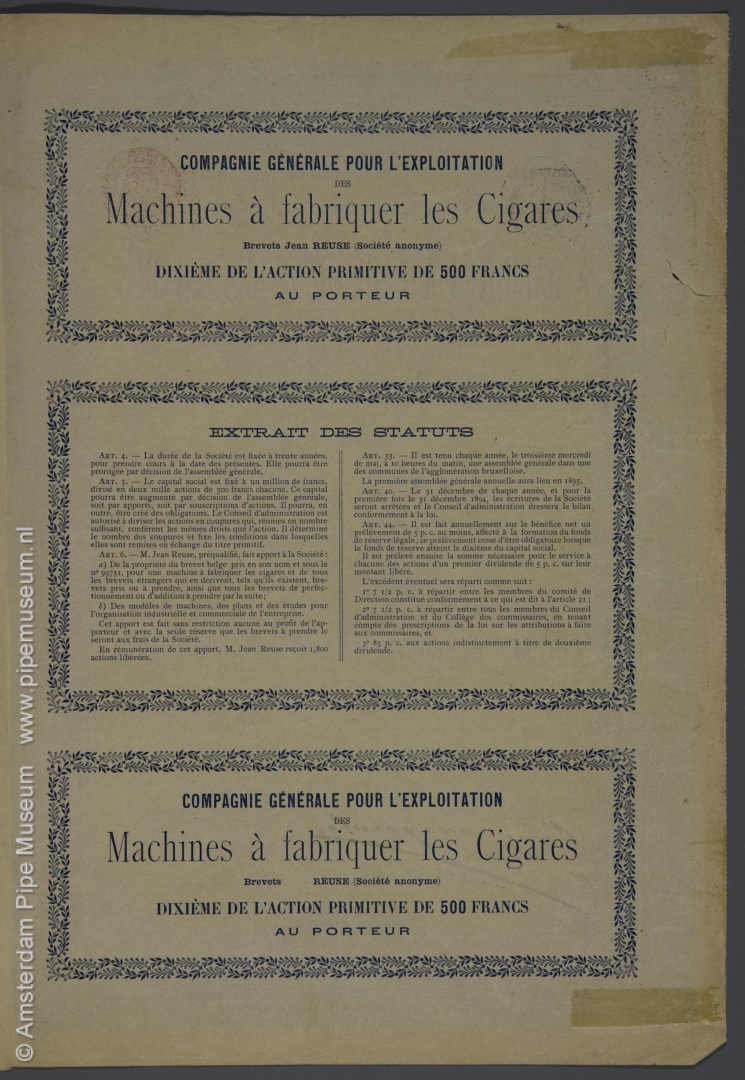 COMPAGNIE GÉNÉRALE POUR L'EXPLOITATION
DES
Machines à fabriquer les Cigares
Brevets Jean REUSE (Société anonyme)
DIXIÈME DE L'ACTION PRIMITIVE DE 500 FRANCS
AU PORTEUR
EXTRAIT DES STATUTS
ART. 4. — La durée de la Société est fixée à trente années,
pour prendre cours à la date des présentes. Elle pourra être
prorogée par décision de l'assemblée générale.
ART. 5. — Le capital social est fixé à un million de francs,
divisé en deux mille actions de 500 francs chacune. Ce capital
pourra être augmenté par décision de l'assemblée générale,
soit par apports, soit par souscriptions d'actions. Il pourra, en
outre, être créé des obligations. Le Conseil d'administration est
autorisé à diviser les actions en coupures qui, réunies en nombre
suffisant, confèrent les mêmes droits que l'action. Il détermine
le nombre des coupures et fixe les conditions dans lesquelles
elles sont remises en échange du titre primitif.
ART. 6. — M. Jean Reuse, préqualifié, fait apport à la Société :
a) De la propriété du brevet belge pris en son nom et sous le
nº 99731, pour une machine à fabriquer les cigares et de tous
les brevets étrangers qui en dérivent, tels qu'ils existent, bre-
vets pris ou à prendre, ainsi que tous les brevets de perfec-
tionnement ou d'addition à prendre par la suite ;
b) Des modèles de machines, des plans et des études pour
l'organisation industrielle et commerciale de l'entreprise.
Cet apport est fait sans restriction aucune au profit de l'ap-
porteur et avec la seule réserve que les brevets à prendre le
seront aux frais de la Société.
En rémunération de cet apport, M. Jean Reuse reçoit 1,800
actions libérées.
ART. 33. — Il est tenu chaque année, le troisième mercredi
de mai, à 10 heures du matin, une assemblée générale dans une
des communes de l'agglomération bruxelloise.
La première assemblée générale annuelle aura lieu en 1895.
ART. 40. — Le 31 décembre de chaque année, et pour la
première fois le 31 décembre 1894, les écritures de la Société
seront arrêtées et le Conseil d'administration dressera le bilan
conformément à la loi.
ART. 44. — Il est fait annuellement sur le bénéfice net un
prélèvement de 5 p. c. au moins, affecté à la formation du fonds
de réserve légale ; ce prélèvement cesse d'être obligatoire lorsque
le fonds de réserve atteint le dixième du capital social.
Il est prélevé ensuite la somme nécessaire pour le service à
chacune des actions d'un premier dividende de 5 p. c. sur leur
montant libéré.
L'excédent éventuel sera réparti comme suit :
1º 7 1/2 p. c. à répartir entre les membres du comité de
Direction constitué conformément à ce qui est dit à l'article 21 ;
2º 7 1/2 p. c. à répartir entre tous les membres du Conseil
d'administration et du Collège des commissaires, en tenant
compte des prescriptions de la loi sur les attributions à faire
aux commissaires, et
3º 85 p. c. aux actions indistinctement à titre de deuxième
dividende.
COMPAGNIE GÉNÉRALE POUR L'EXPLOITATION
DES
Machines à fabriquer les Cigares
Brevets REUSE (Société anonyme)
DIXIÈME DE L'ACTION PRIMITIVE DE 500 FRANCS
AU PORTEUR
© Amsterdam Pipe Museum www.pipemuseum.nl